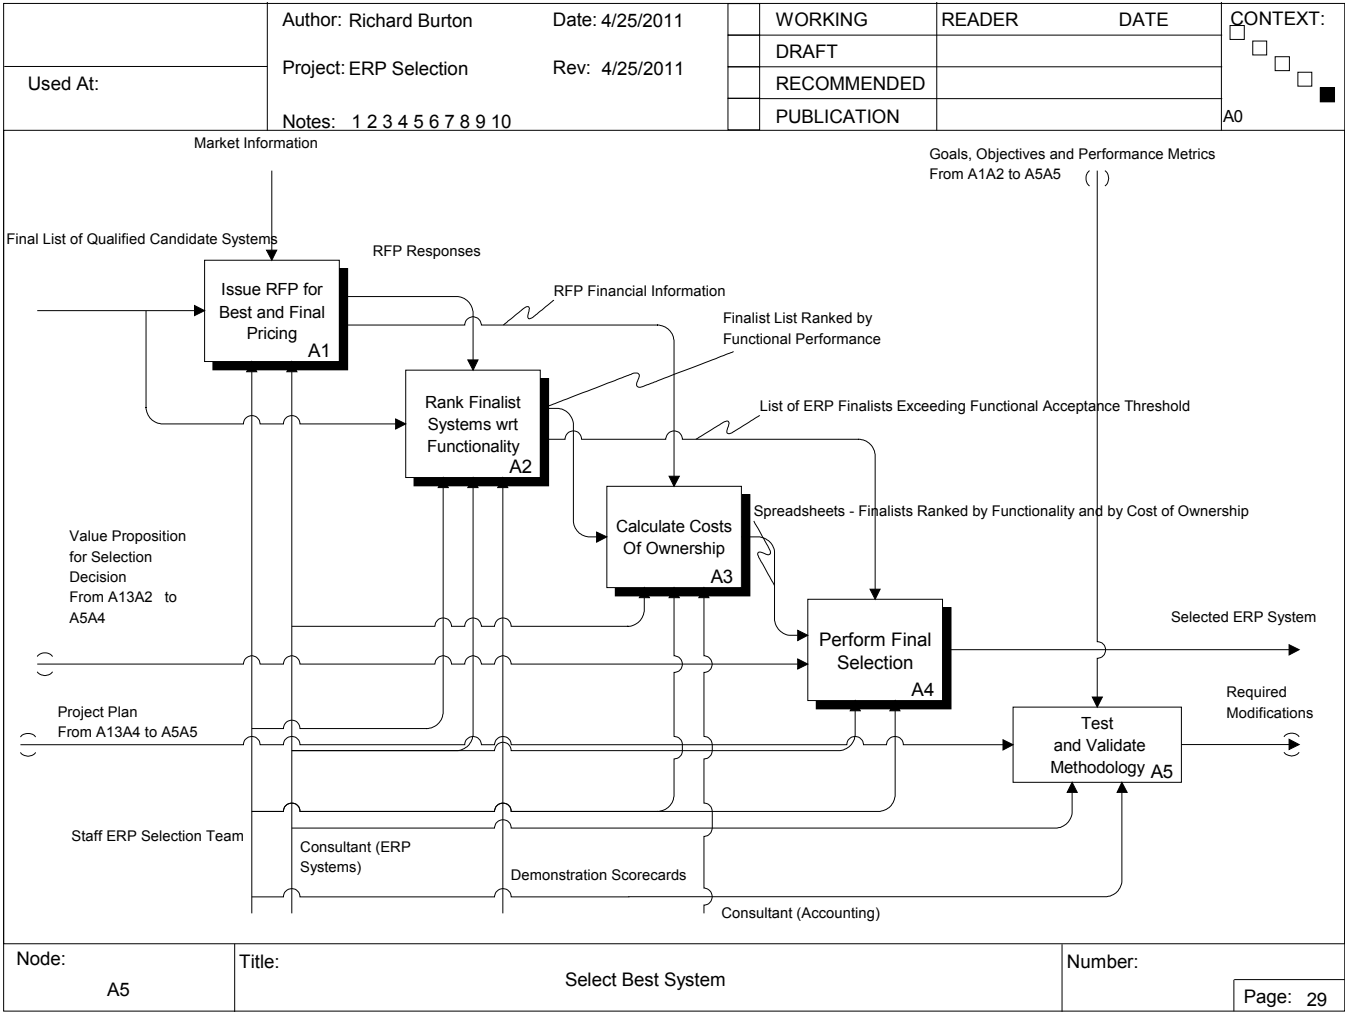 Used At:
Author: Richard Burton
Date: 4/25/2011
Project: ERP Selection
Rev: 4/25/2011
Notes: 1 2 3 4 5 6 7 8 9 10
WORKING
DRAFT
RECOMMENDED
PUBLICATION
READER
DATE
CONTEXT:
A0
Market Information
Goals, Objectives and Performance Metrics
From A1A2 to A5A5
Final List of Qualified Candidate Systems
RFP Responses
Issue RFP for
Best and Final
Pricing
A1
RFP Financial Information
Finalist List Ranked by
Functional Performance
Rank Finalist
Systems wrt
Functionality
A2
List of ERP Finalists Exceeding Functional Acceptance Threshold
Spreadsheets - Finalists Ranked by Functionality and by Cost of Ownership
Calculate Costs
Of Ownership
A3
Value Proposition
for Selection
Decision
From A13A2 to
A5A4
Perform Final
Selection
A4
Selected ERP System
Required
Modifications
Project Plan
From A13A4 to A5A5
Test
and Validate
Methodology
A5
Staff ERP Selection Team
Consultant (ERP
Systems)
Demonstration Scorecards
Consultant (Accounting)
Node:
A5
Title:
Select Best System
Number:
Page: 29